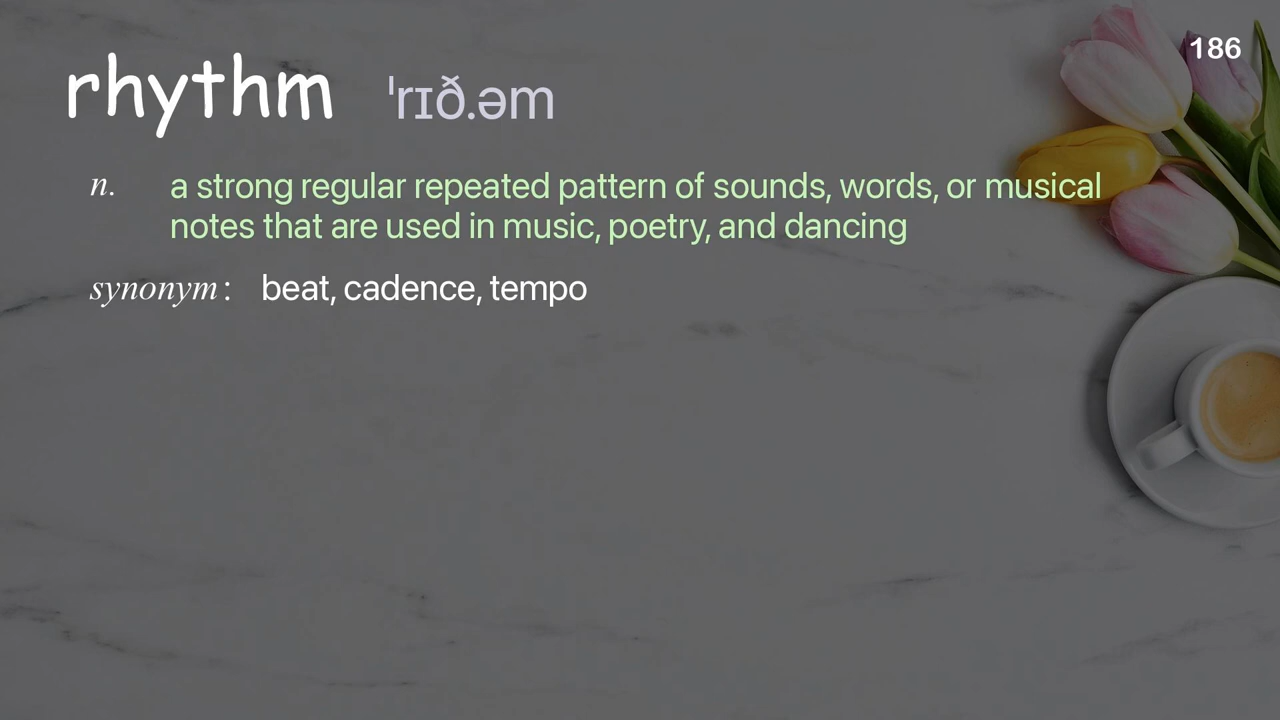 186
rhythm ˈrɪð.əm
n. a strong regular repeated pattern of sounds, words, or musical
notes that are used in music, poetry, and dancing
synonym : beat, cadence, tempo